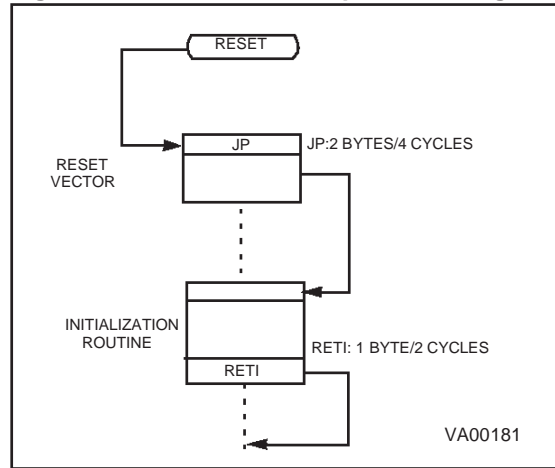 RESET
JP
JP:2 BYTES/4 CYCLES
RESET
VECTOR
INITIALIZATION
ROUTINE
RETI: 1 BYTE/2 CYCLES
RETI
VA00181